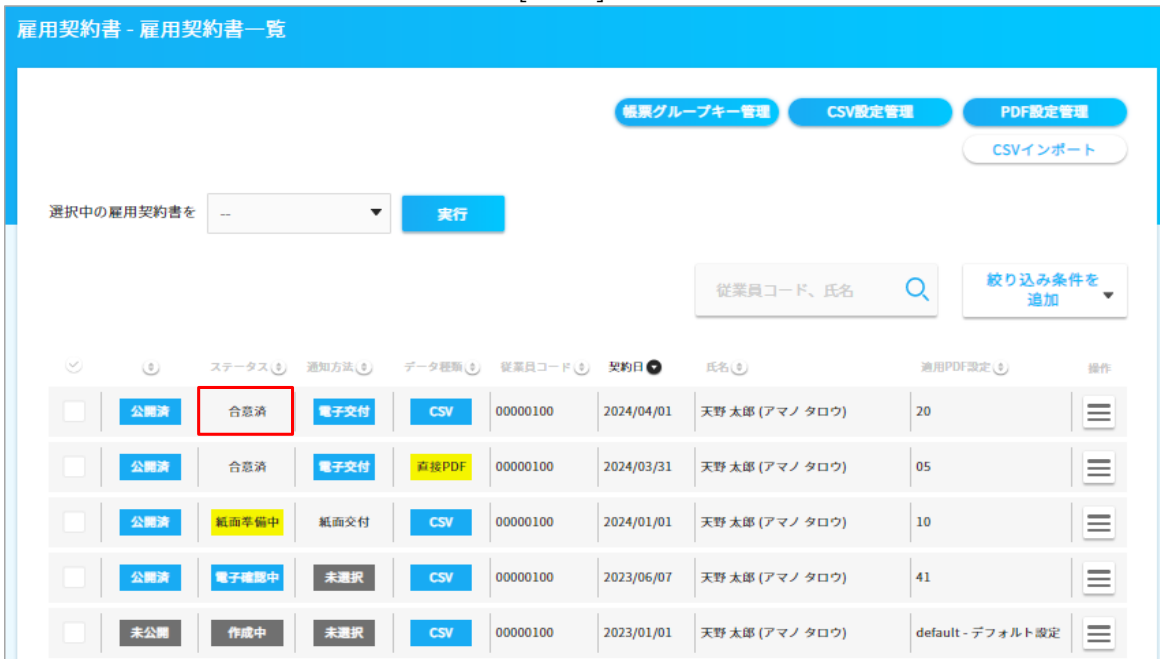 雇用契約書 - 雇用契約書一覧
帳票グループキー管理 CSV設定管理 PDF設定管理
CSVインポート
選択中の雇用契約書を -- 実行
従業員コード、氏名 絞り込み条件を
追加
ステータス 通知方法 データ種類 従業員コード 契約日 氏名 適用PDF設定 操作
公開済 合意済 電子交付 CSV 00000100 2024/04/01 天野 太郎 (アマノ タロウ) 20
公開済 合意済 電子交付 直接PDF 00000100 2024/03/31 天野 太郎 (アマノ タロウ) 05
公開済 紙面準備中 紙面交付 CSV 00000100 2024/01/01 天野 太郎 (アマノ タロウ) 10
公開済 電子確認中 未選択 CSV 00000100 2023/06/07 天野 太郎 (アマノ タロウ) 41
未公開 作成中 未選択 CSV 00000100 2023/01/01 天野 太郎 (アマノ タロウ) default - デフォルト設定